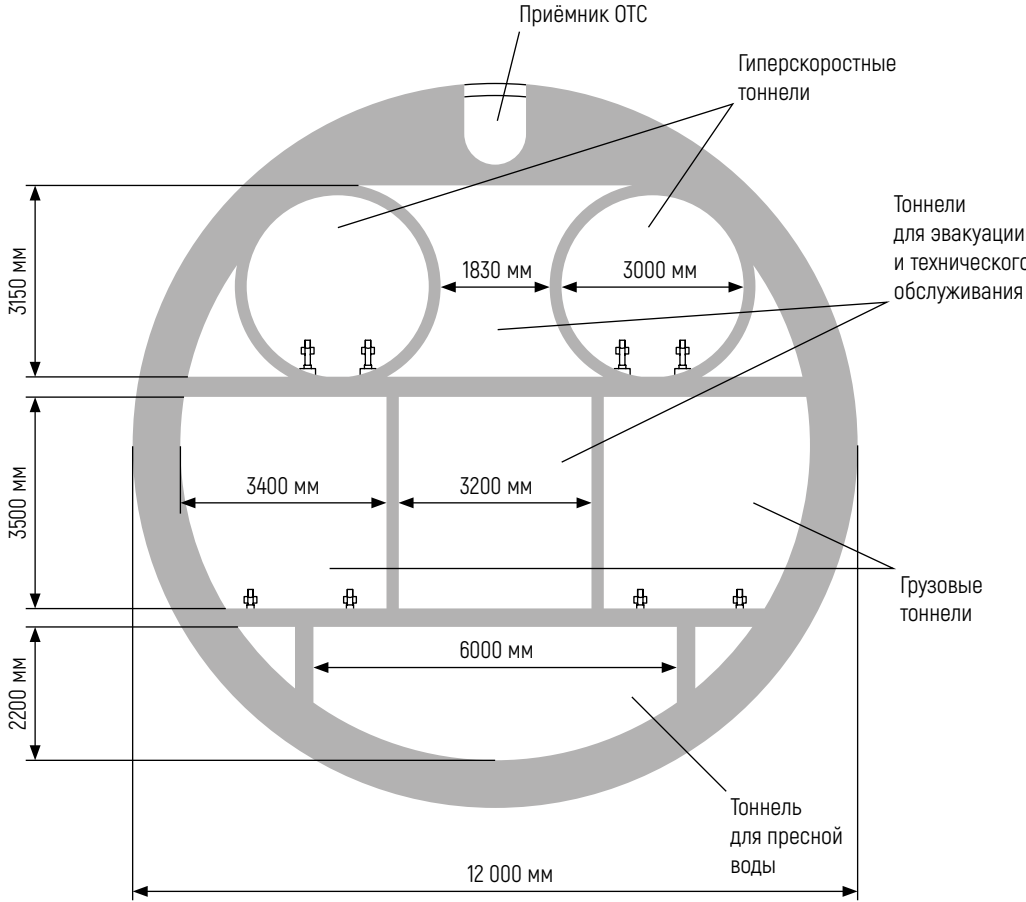 Приёмник ОТС
Гиперскоростные
тоннели
Тоннели
для эвакуации
и технического
обслуживания
3150 мм
1830 мм
3000 мм
3500 мм
3400 мм
3200 мм
Грузовые
тоннели
2200 мм
6000 мм
Тоннель
для пресной
воды
12 000 мм